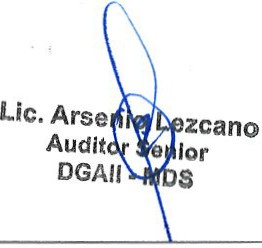 Lic. Arsenio Lezcano
Auditor Senior
DGAII - MDS